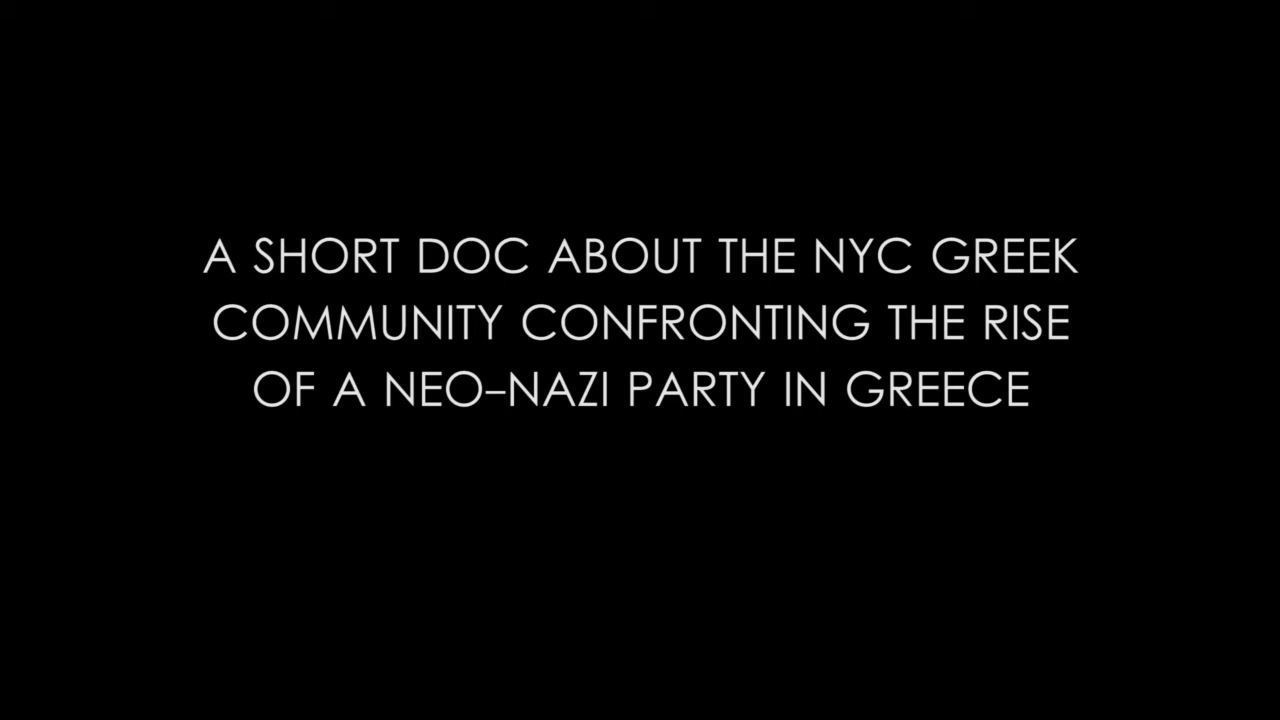 A SHORT DOC ABOUT THE NYC GREEK
COMMUNITY CONFRONTING THE RISE
OF A NEO–NAZI PARTY IN GREECE